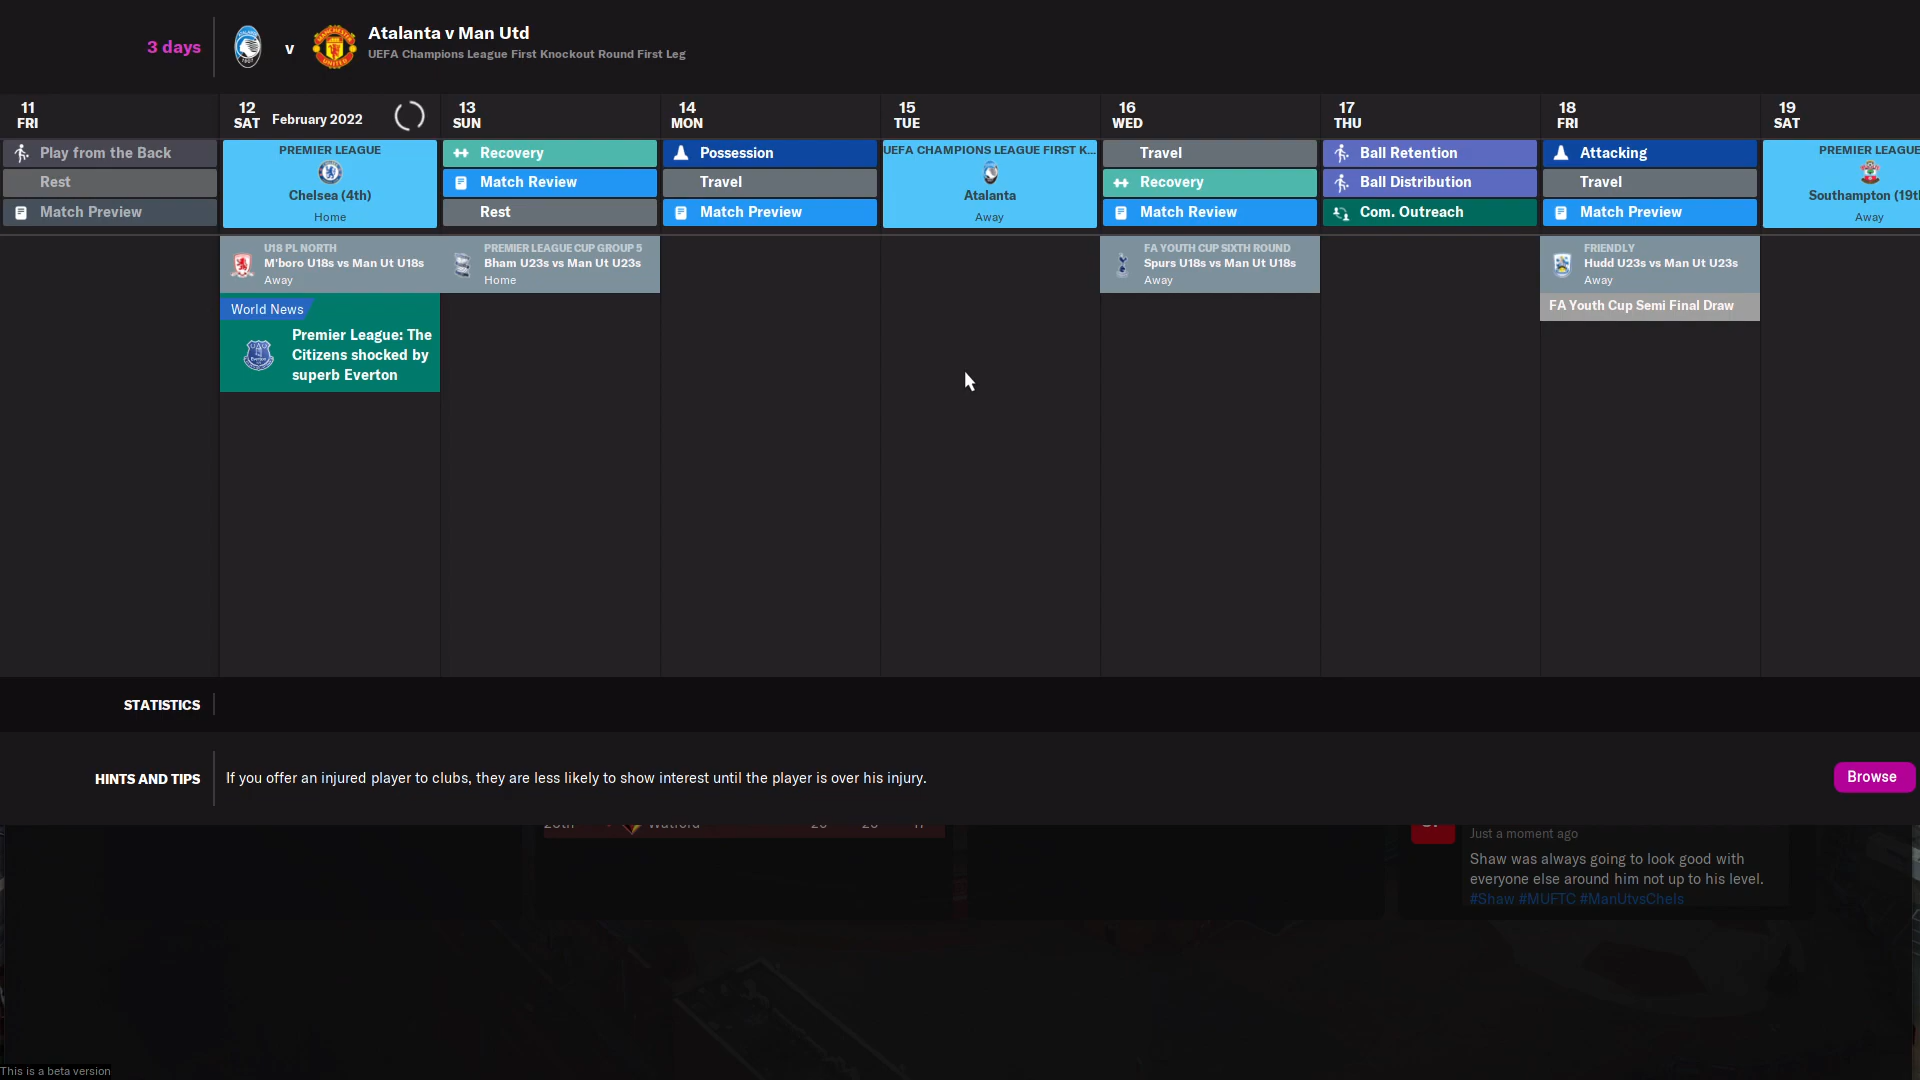 3 days
v
Atalanta v Man Utd
UEFA Champions League First Knockout Round First Leg
11
FRI
12
SAT
February 2022
13
SUN
14
MON
15
TUE
16
WED
17
THU
18
FRI
19
SAT
Play from the Back
Rest
Match Preview
PREMIER LEAGUE
Chelsea (4th)
Home
Recovery
Match Review
Rest
Possession
Travel
Match Preview
UEFA CHAMPIONS LEAGUE FIRST K...
Atalanta
Away
Travel
Recovery
Match Review
Ball Retention
Ball Distribution
Com. Outreach
Attacking
Travel
Match Preview
PREMIER LEAGUE
Southampton (19th
Away
U18 PL NORTH
M'boro U18s vs Man Ut U18s
Away
PREMIER LEAGUE CUP GROUP 5
Bham U23s vs Man Ut U23s
Home
FA YOUTH CUP SIXTH ROUND
Spurs U18s vs Man Ut U18s
Away
FRIENDLY
Hudd U23s vs Man Ut U23s
Away
FA Youth Cup Semi Final Draw
World News
Premier League: The
Citizens shocked by
superb Everton
STATISTICS
HINTS AND TIPS
If you offer an injured player to clubs, they are less likely to show interest until the player is over his injury.
Browse
Watford
Just a moment ago
Shaw was always going to look good with
everyone else around him not up to his level.
#Shaw #MUFTC #ManUtvsChels
This is a beta version